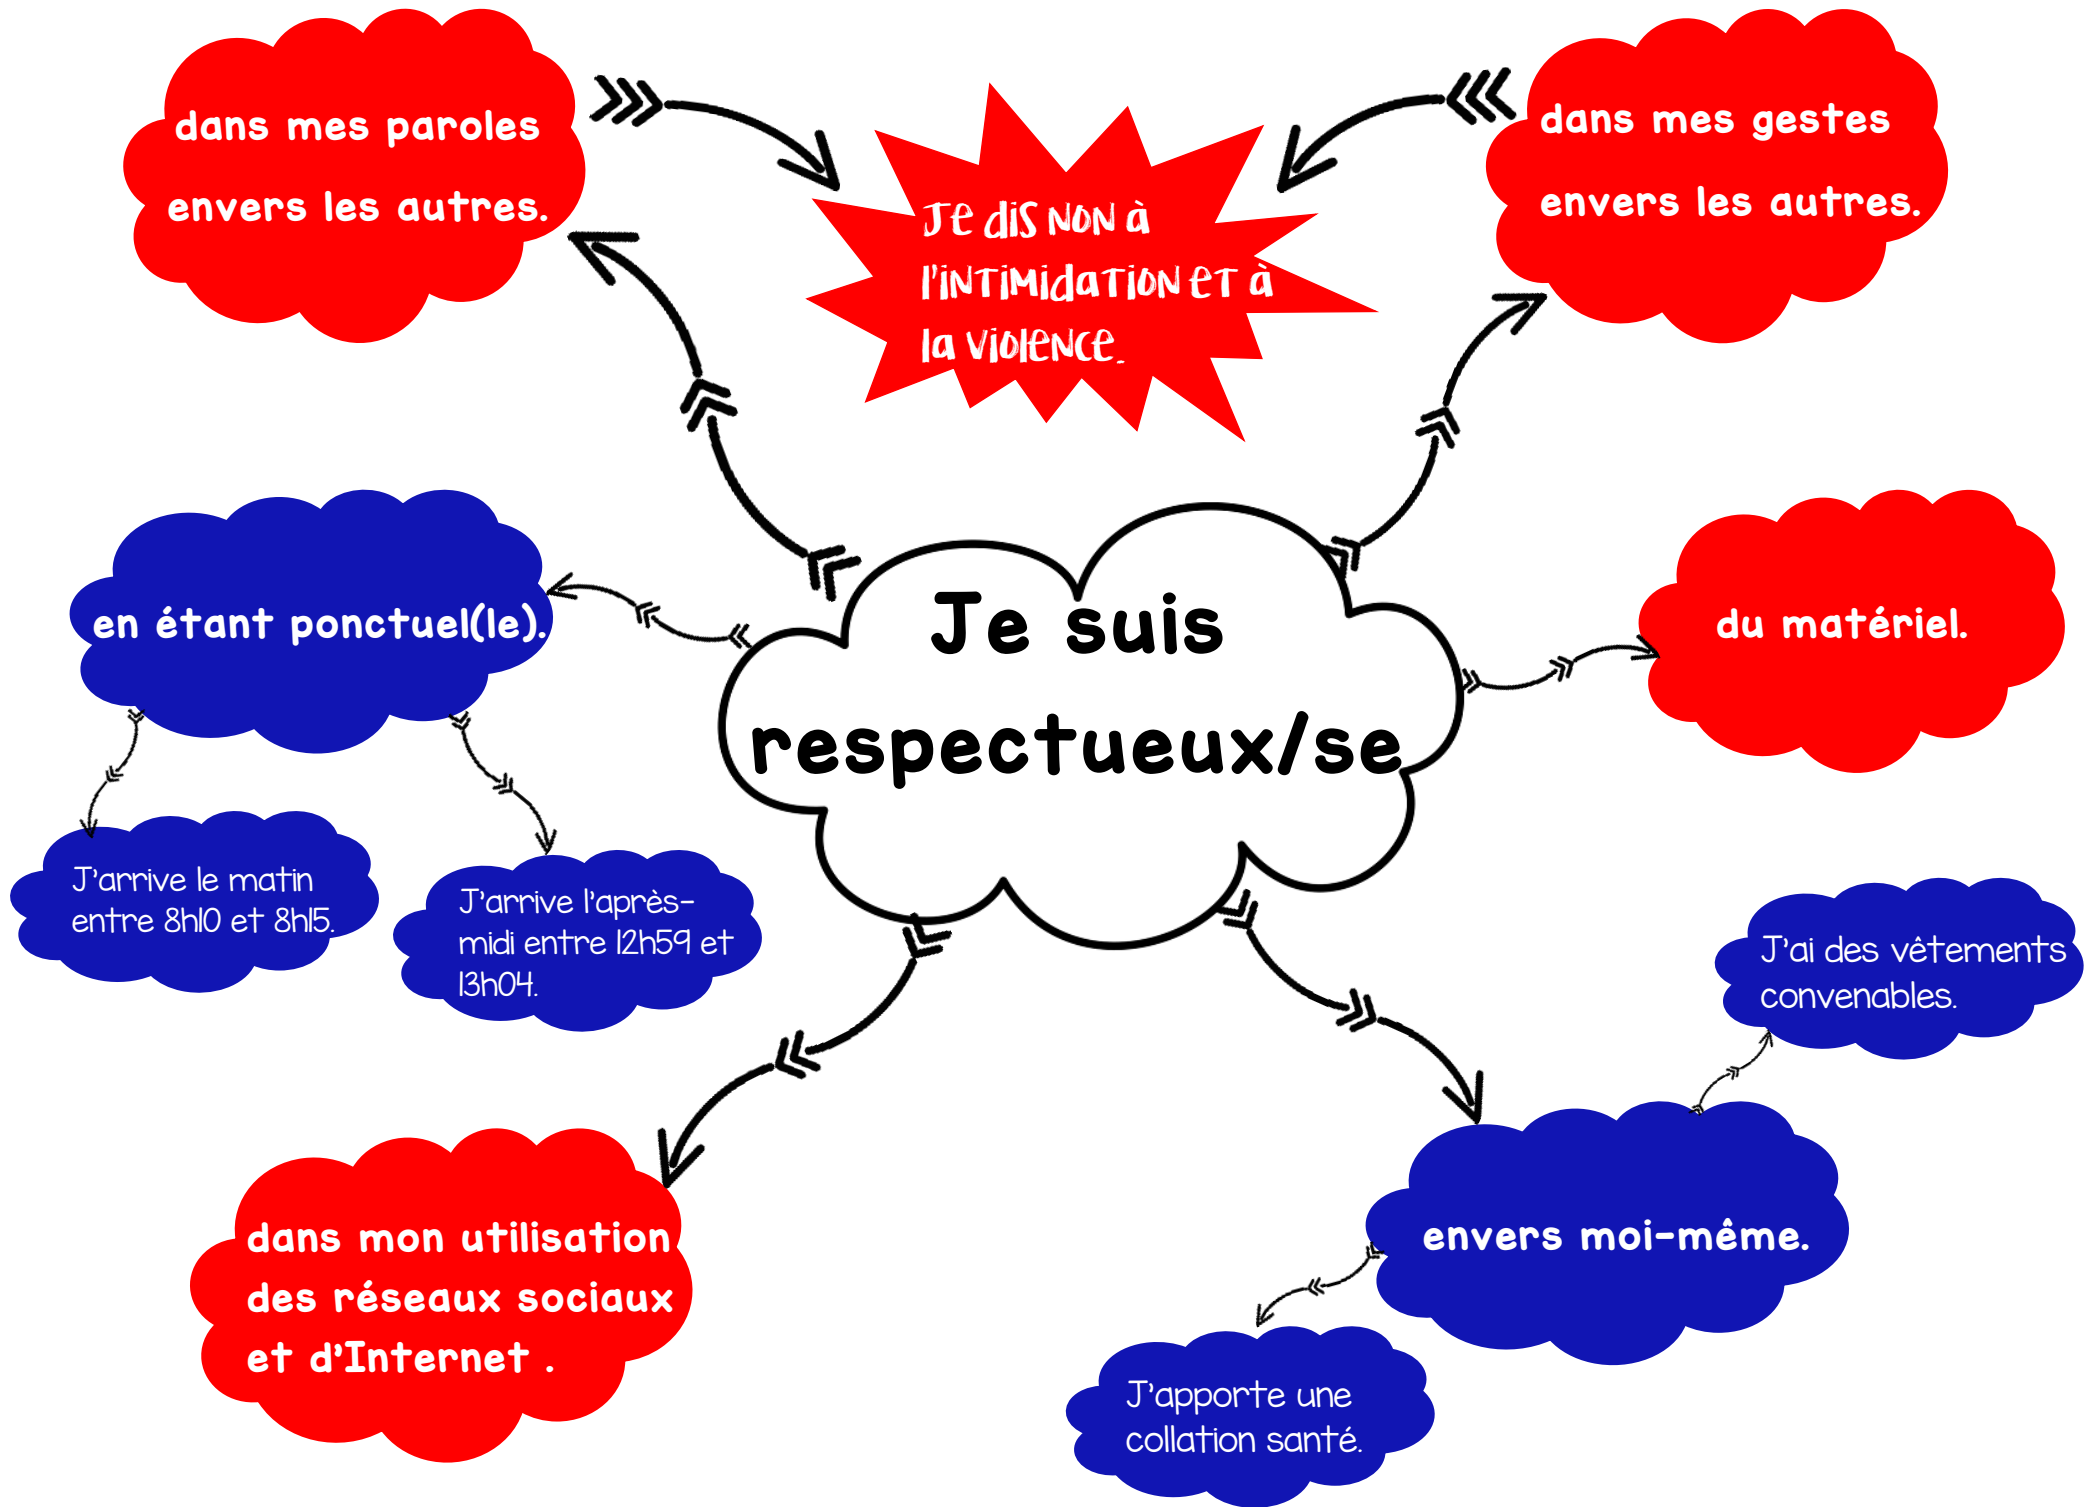 dans mes paroles
envers les autres.
Je dis non à
l'intimidation et à
la violence.
dans mes gestes
envers les autres.
en étant ponctuel(le).
Je suis
respectueux/se
du matériel.
J'arrive le matin
entre 8h10 et 8h15.
J'arrive l'après-
midi entre 12h59 et
13h04.
J'ai des vêtements
convenables.
dans mon utilisation
des réseaux sociaux
et d'Internet .
envers moi-même.
J'apporte une
collation santé.